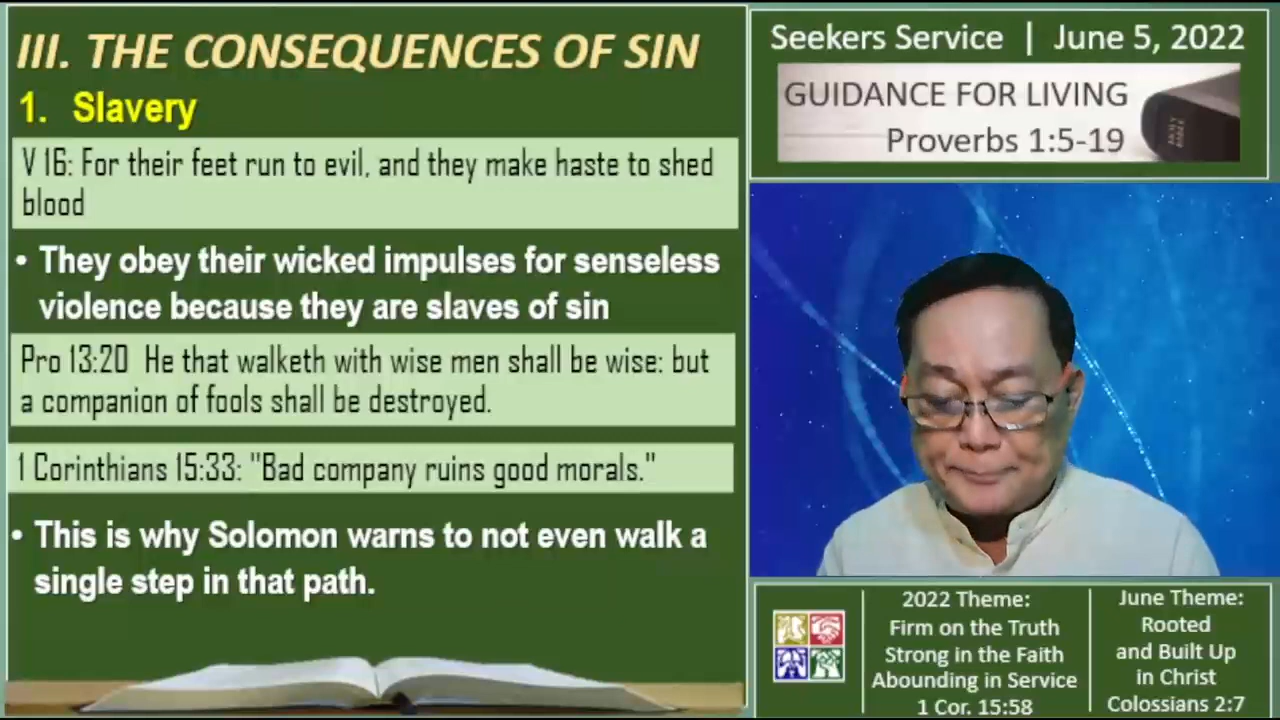 III. THE CONSEQUENCES OF SIN
1. Slavery
V 16: For their feet run to evil, and they make haste to shed
blood
• They obey their wicked impulses for senseless
violence because they are slaves of sin
Pro 13:20 He that walketh with wise men shall be wise: but
a companion of fools shall be destroyed.
1 Corinthians 15:33: "Bad company ruins good morals."
• This is why Solomon warns to not even walk a
single step in that path.
Seekers Service | June 5, 2022
GUIDANCE FOR LIVING
Proverbs 1:5-19
HOLY
BIBLE
2022 Theme:
Firm on the Truth
Strong in the Faith
Abounding in Service
1 Cor. 15:58
June Theme:
Rooted
and Built Up
in Christ
Colossians 2:7